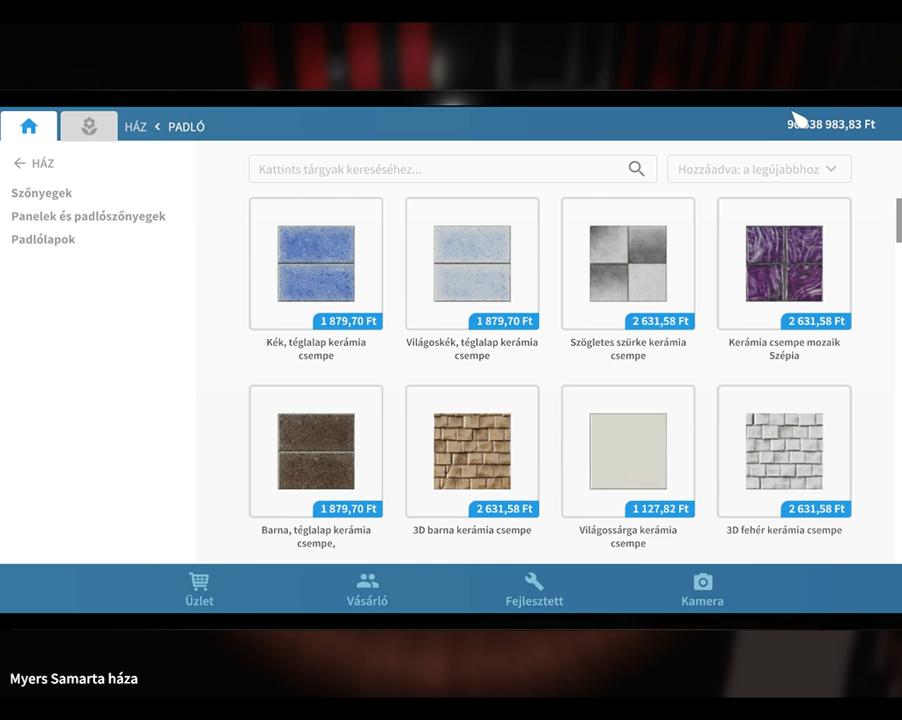 HÁZ < PADLÓ
983,83 Ft
← HÁZ
Szőnyegek
Panelek és padlószőnyegek
Padlólapok
Kattints tárgyak kereséséhez...
Hozzáadva: a legújabbhoz
1 879,70 Ft
1 879,70 Ft
2 631,58 Ft
2 631,58 Ft
Kék, téglalap kerámia
csempe
Világoskék, téglalap kerámia
csempe
Szögletes szürke kerámia
csempe
Kerámia csempe mozaik
Szépia
1 879,70 Ft
2 631,58 Ft
1 127,82 Ft
2 631,58 Ft
Barna, téglalap kerámia
csempe,
3D barna kerámia csempe
Világossárga kerámia
csempe
3D fehér kerámia csempe
Üzlet
Vásárló
Fejlesztett
Kamera
Myers Samarta háza